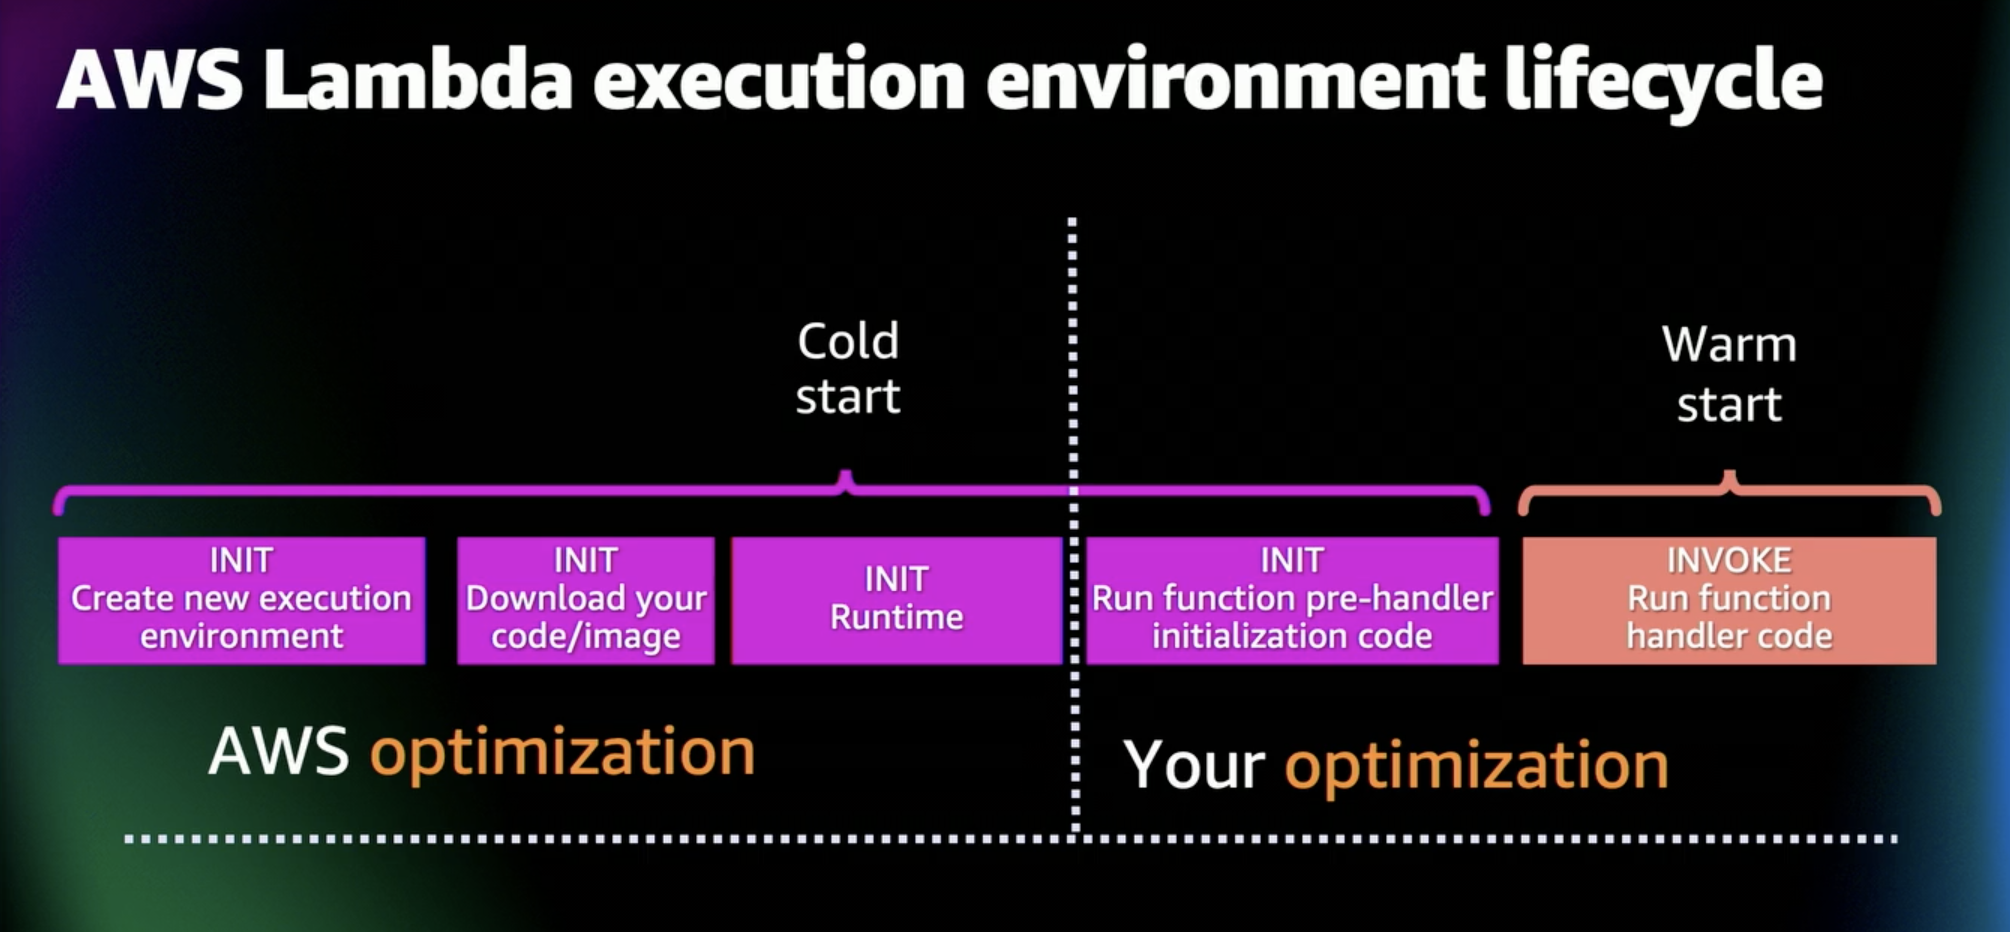 AWS Lambda execution environment lifecycle
Cold
start
Warm
start
INIT
Create new execution
environment
INIT
Download your
code/image
INIT
Runtime
INIT
Run function pre-handler
initialization code
INVOKE
Run function
handler code
AWS optimization
Your optimization